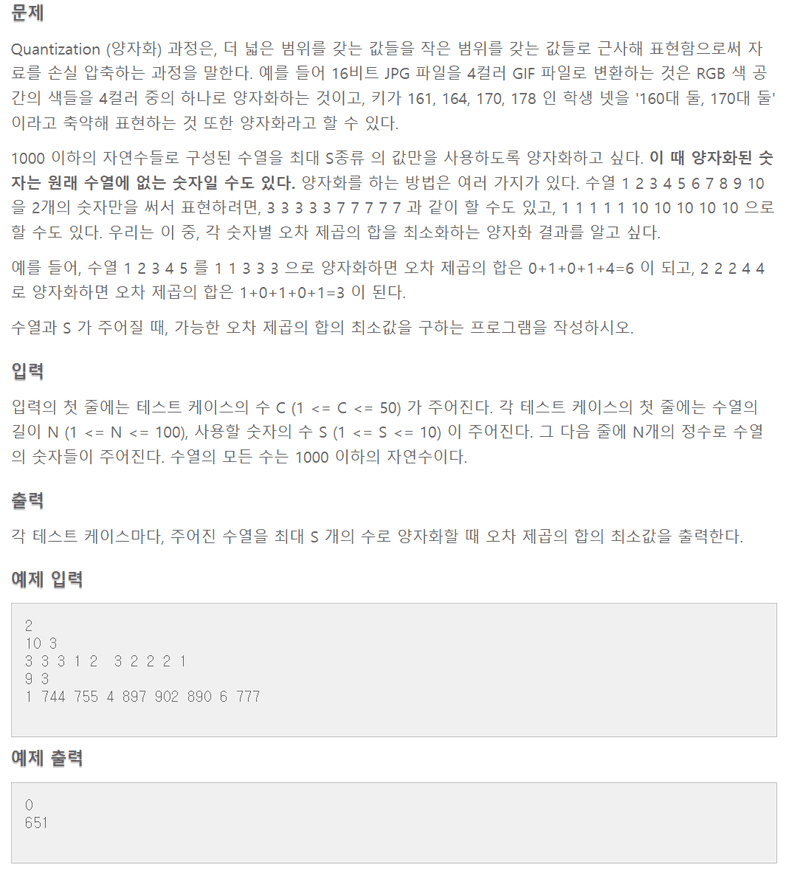 문제
Quantization (양자화) 과정은, 더 넓은 범위를 갖는 값들을 작은 범위를 갖는 값들로 근사해 표현함으로써 자
료를 손실 압축하는 과정을 말한다. 예를 들어 16비트 JPG 파일을 4컬러 GIF 파일로 변환하는 것은 RGB 색 공
간의 색들을 4컬러 중의 하나로 양자화하는 것이고, 키가 161, 164, 170, 178 인 학생 넷을 '160대 둘, 170대 둘'
이라고 축약해 표현하는 것 또한 양자화라고 할 수 있다.
1000 이하의 자연수들로 구성된 수열을 최대 S종류 의 값만을 사용하도록 양자화하고 싶다. 이 때 양자화된 숫
자는 원래 수열에 없는 숫자일 수도 있다. 양자화를 하는 방법은 여러 가지가 있다. 수열 1 2 3 4 5 6 7 8 9 10
을 2개의 숫자만을 써서 표현하려면, 3 3 3 3 3 7 7 7 7 7 과 같이 할 수도 있고, 1 1 1 1 1 10 10 10 10 10 으로
할 수도 있다. 우리는 이 중, 각 숫자별 오차 제곱의 합을 최소화하는 양자화 결과를 알고 싶다.
예를 들어, 수열 1 2 3 4 5 를 1 1 3 3 3 으로 양자화하면 오차 제곱의 합은 0+1+0+1+4=6 이 되고, 2 2 2 4 4
로 양자화하면 오차 제곱의 합은 1+0+1+0+1=3 이 된다.
수열과 S 가 주어질 때, 가능한 오차 제곱의 합의 최소값을 구하는 프로그램을 작성하시오.
입력
입력의 첫 줄에는 테스트 케이스의 수 C (1 <= C <= 50) 가 주어진다. 각 테스트 케이스의 첫 줄에는 수열의
길이 N (1 <= N <= 100), 사용할 숫자의 수 S (1 <= S <= 10) 이 주어진다. 그 다음 줄에 N개의 정수로 수열
의 숫자들이 주어진다. 수열의 모든 수는 1000 이하의 자연수이다.
출력
각 테스트 케이스마다, 주어진 수열을 최대 S 개의 수로 양자화할 때 오차 제곱의 합의 최소값을 출력한다.
예제 입력
2
10 3
3 3 3 1 2  3 2 2 2 1
9 3
1 744 755 4 897 902 890 6 777
예제 출력
0
651